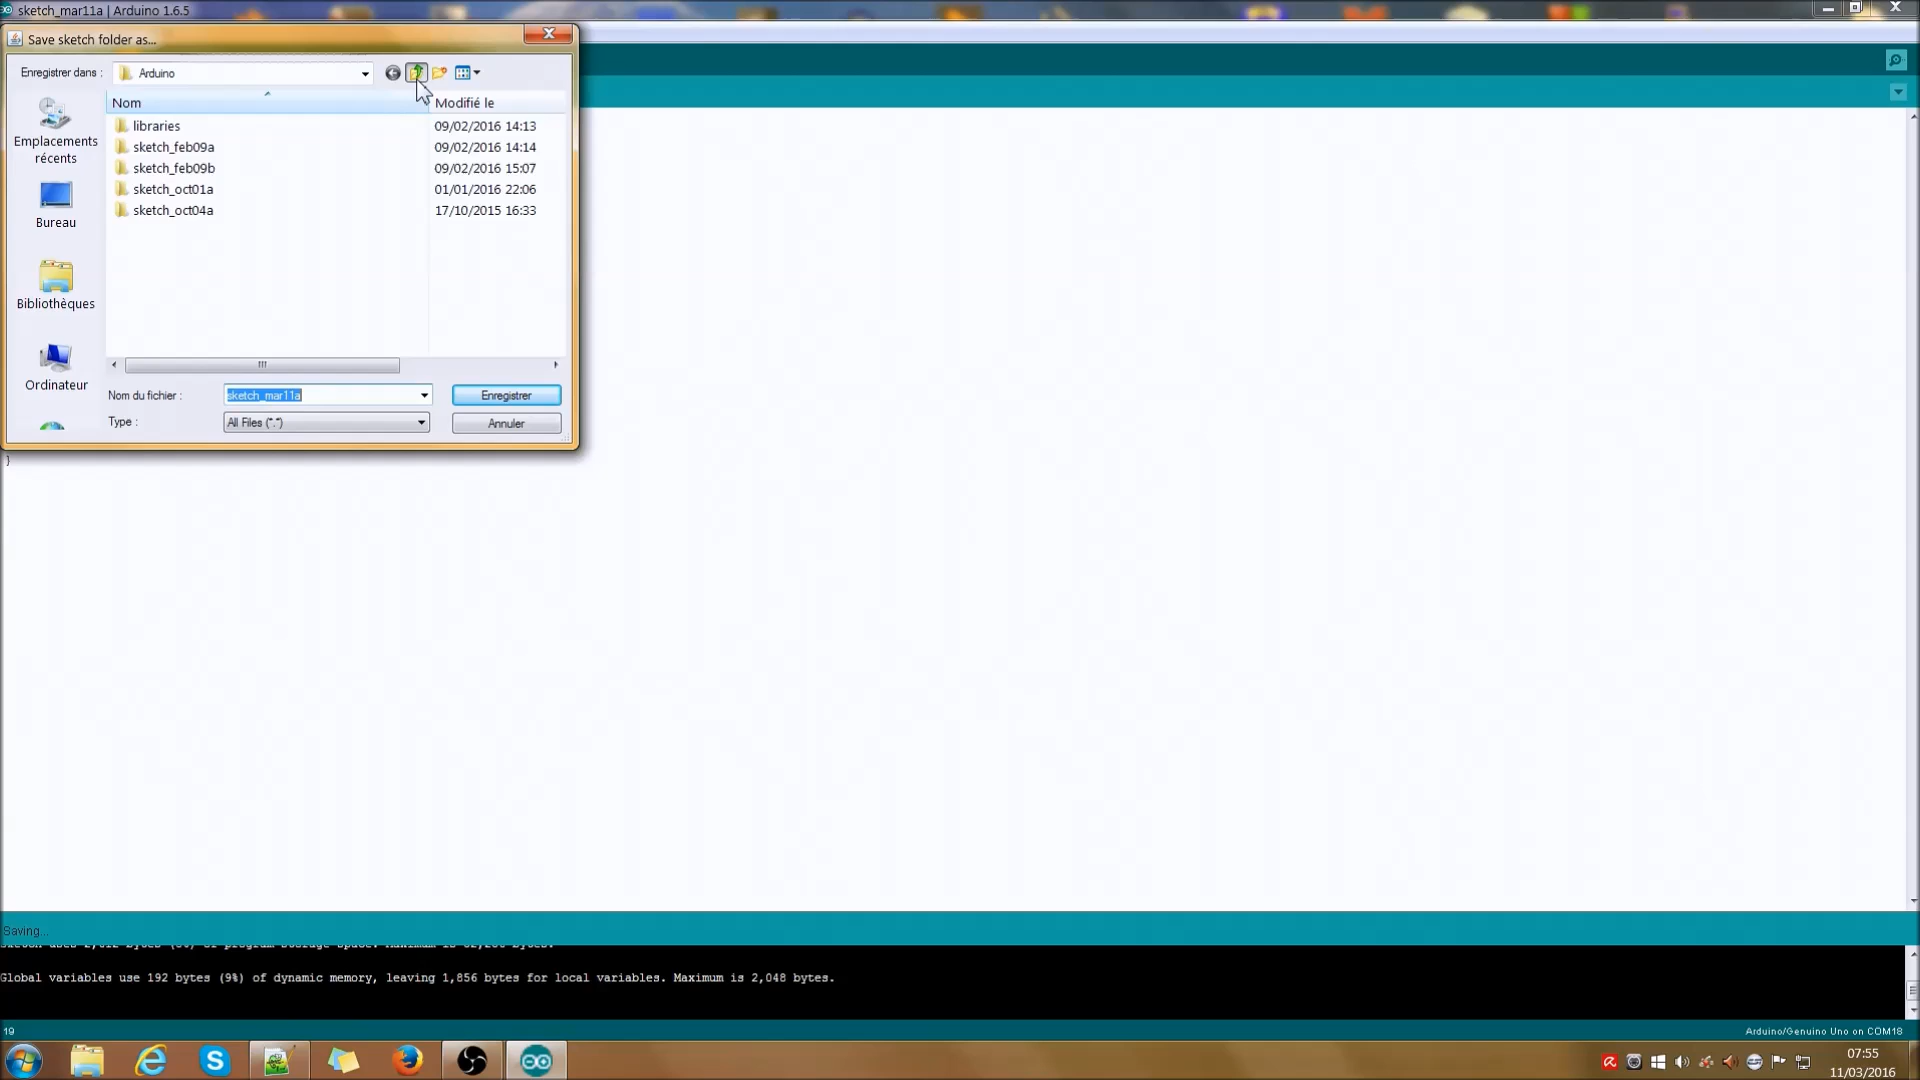 sketch_mar11a | Arduino 1.6.5
Save sketch folder as...
Enregistrer dans :
Arduino
Nom
Modifié le
libraries
09/02/2016 14:13
sketch_feb09a
09/02/2016 14:14
sketch_feb09b
09/02/2016 15:07
sketch_oct01a
01/01/2016 22:06
sketch_oct04a
17/10/2015 16:33
Emplacements
récents
Bureau
Bibliothèques
Ordinateur
Nom du fichier :
sketch_mar11a
Enregistrer
Type :
All Files (*.*)
Annuler
}
Saving...
Global variables use 192 bytes (9%) of dynamic memory, leaving 1,856 bytes for local variables. Maximum is 2,048 bytes.
19
Arduino/Genuino Uno on COM18
07:55
11/03/2016